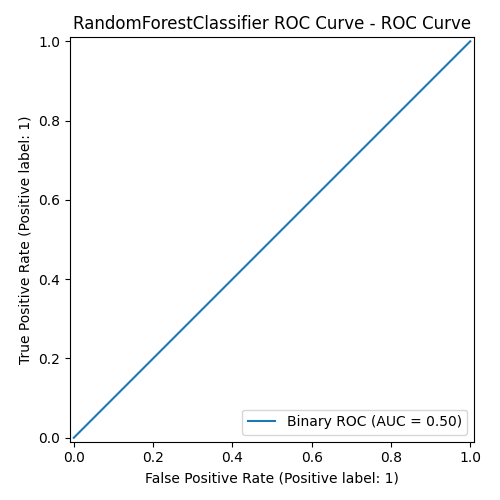 RandomForestClassifier ROC Curve - ROC Curve
1.0
0.8
0.6
0.4
0.2
0.0
True Positive Rate (Positive label: 1)
Binary ROC (AUC = 0.50)
0.0 0.2 0.4 0.6 0.8 1.0
False Positive Rate (Positive label: 1)